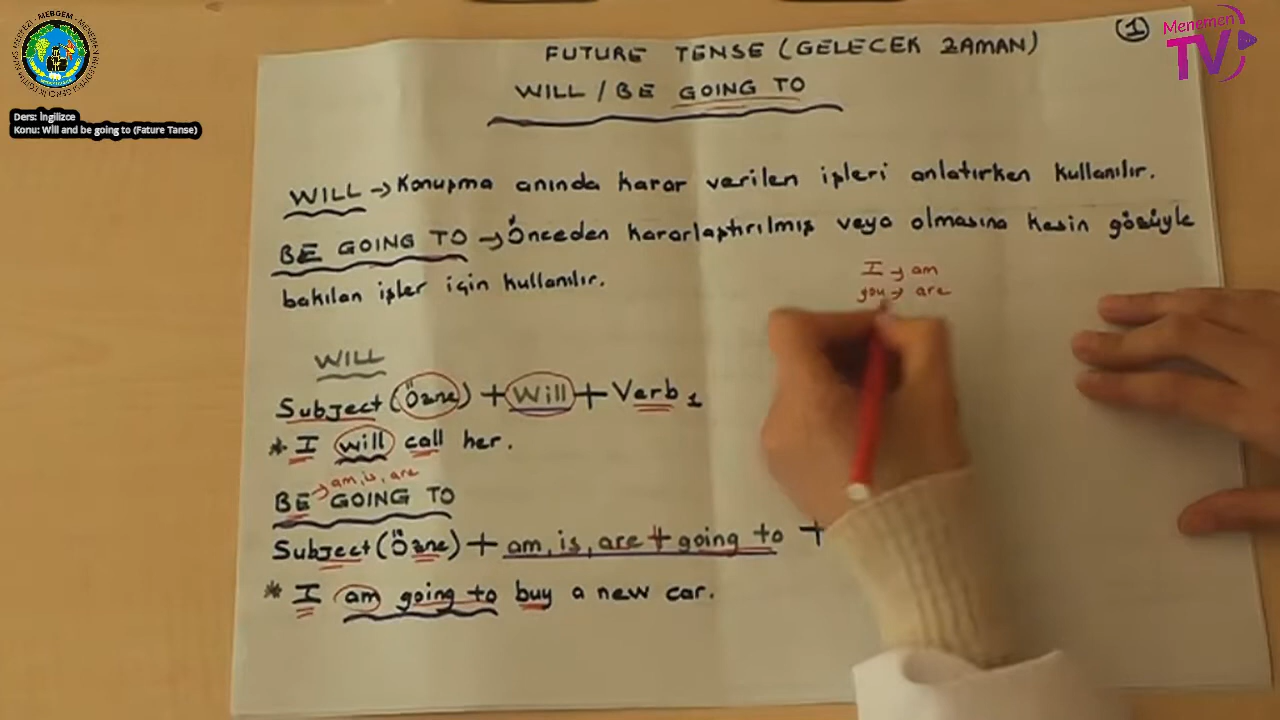 MEBGEM - MENEMEN
Menemen
TV
Ders: İngilizce
Konu: Will and be going to (Fature Tanse)
1
FUTURE TENSE (GELECEK ZAMAN)
WILL / BE GOING TO
WILL → Konuşma anında karar verilen işleri anlatırken kullanılır.
BE GOING TO → Önceden kararlaştırılmış veya olmasına kesin gözüyle
bakılan işler için kullanılır.
I → am
you → are
WILL
Subject (Özne) + Will + Verb 1
* I will call her.
→ am, is, are
BE GOING TO
Subject (Özne) + am, is, are + going to +
* I am going to buy a new car.